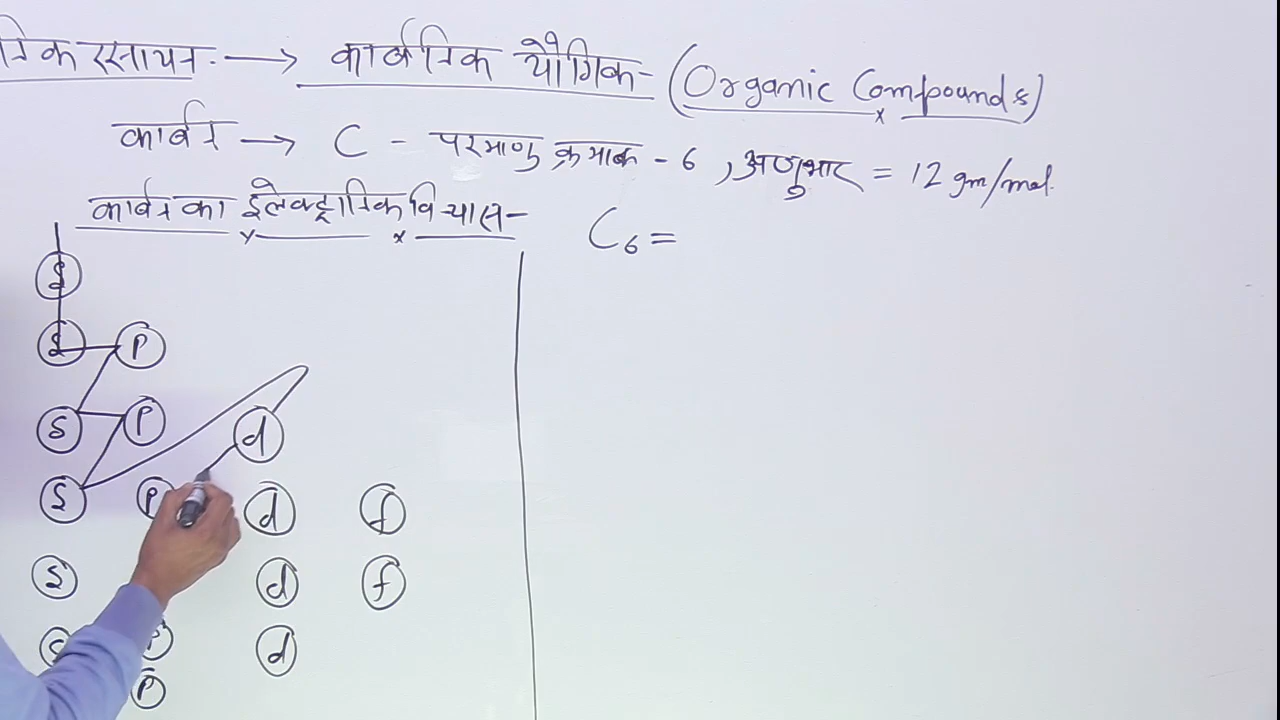 कार्बनिक यौगिक - (Organic Compounds)
कार्बन → C - परमाणु क्रमांक - 6 , अणुभार = 12 gm/mol.
कार्बन का इलेक्ट्रानिक विन्यास - C6 =
S
S P
S P d
S P d f
S d f
S P d
P